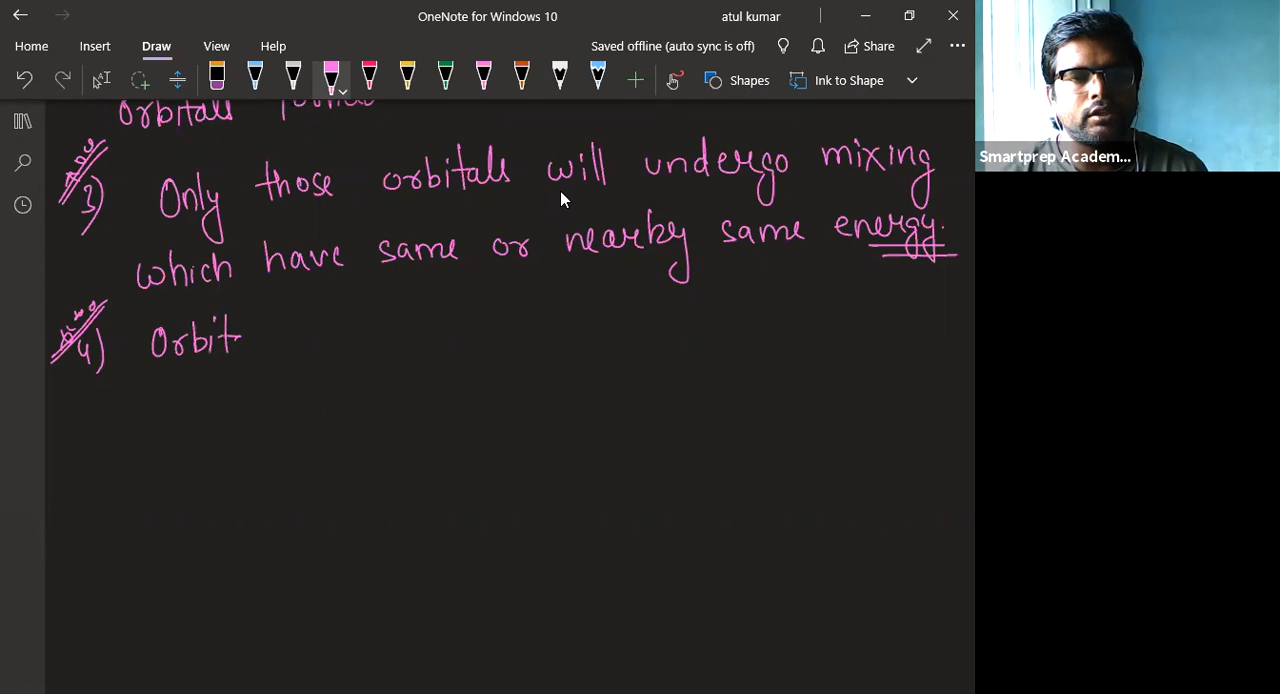 OneNote for Windows 10
atul kumar
Home Insert Draw View Help
Saved offline (auto sync is off)
Share
Shapes
Ink to Shape
Smartprep Academ...
Orbitals
3) Only those orbitals will undergo mixing
which have same or nearby same energy.
4) Orbit